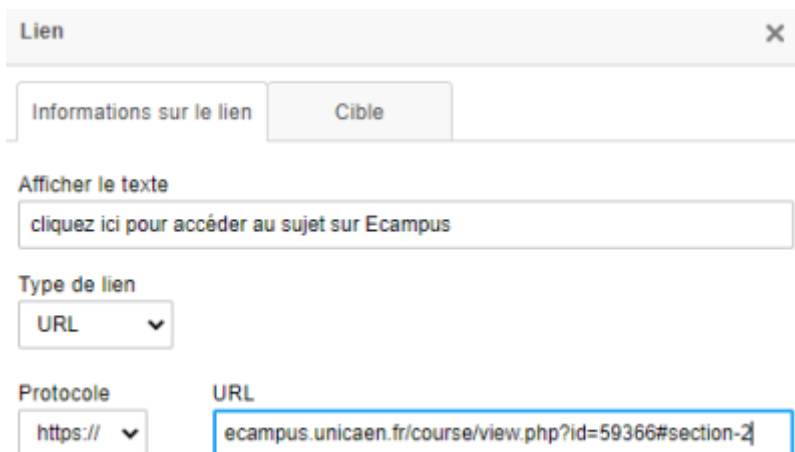 Lien
Informations sur le lien Cible
Afficher le texte
cliquez ici pour accéder au sujet sur Ecampus
Type de lien
URL
Protocole URL
https:// ecampus.unicaen.fr/course/view.php?id=59366#section-2